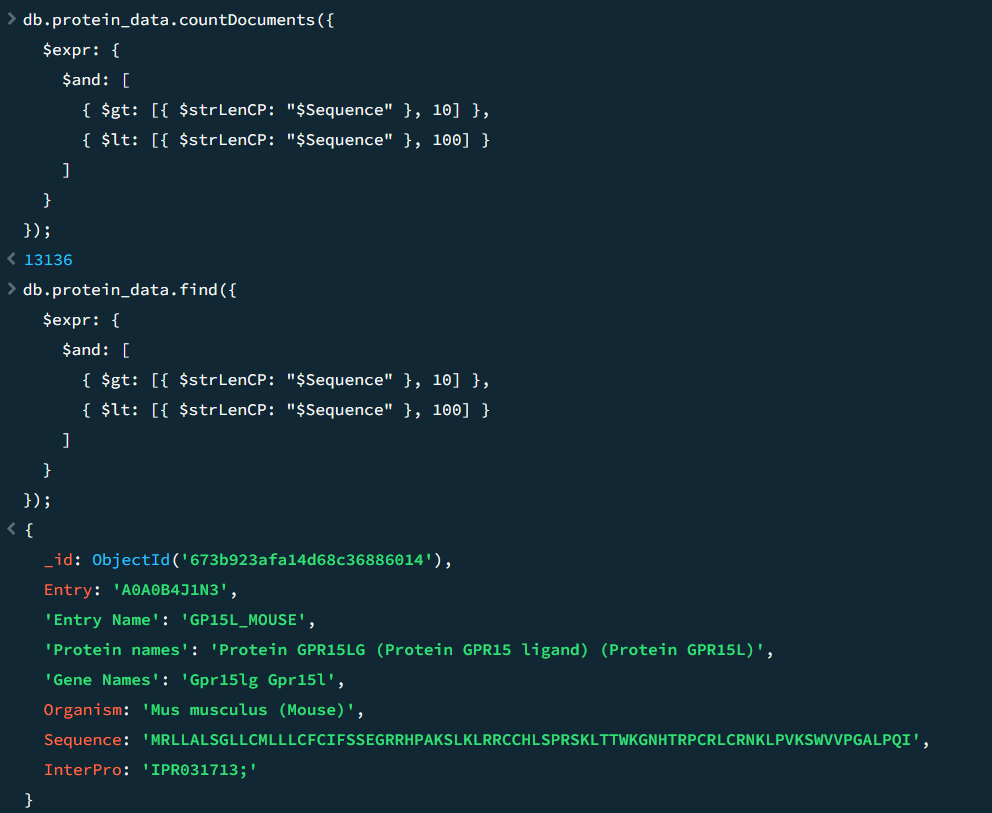 > db.protein_data.countDocuments({
$expr: {
$and: [
{ $gt: [{ $strLenCP: "$Sequence" }, 10] },
{ $lt: [{ $strLenCP: "$Sequence" }, 100] }
]
}
});
< 13136
> db.protein_data.find({
$expr: {
$and: [
{ $gt: [{ $strLenCP: "$Sequence" }, 10] },
{ $lt: [{ $strLenCP: "$Sequence" }, 100] }
]
}
});
< {
_id: ObjectId('673b923afa14d68c36886014'),
Entry: 'A0A0B4J1N3',
'Entry Name': 'GP15L_MOUSE',
'Protein names': 'Protein GPR15LG (Protein GPR15 ligand) (Protein GPR15L)',
'Gene Names': 'Gpr15lg Gpr15l',
Organism: 'Mus musculus (Mouse)',
Sequence: 'MRLLALSGLLCMLLLCFCIFSSEGRRHPAKSLKLRRCCHLSPRSKLTTWKGNHTRPCRLCRNKLPVKSWVVPGALPQI',
InterPro: 'IPR031713;'
}